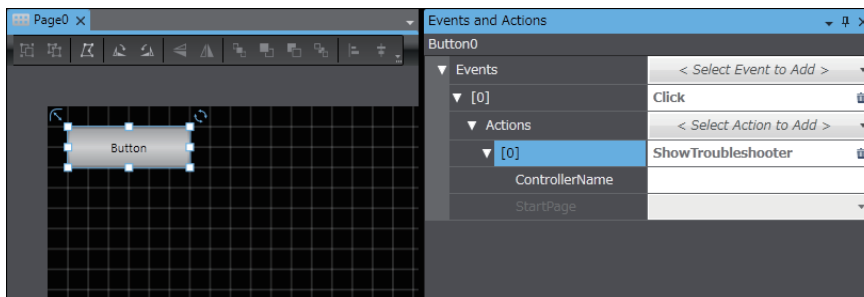 Page0
Events and Actions
Button0
Events
< Select Event to Add >
[0]
Click
Actions
< Select Action to Add >
[0]
ShowTroubleshooter
ControllerName
StartPage
Button